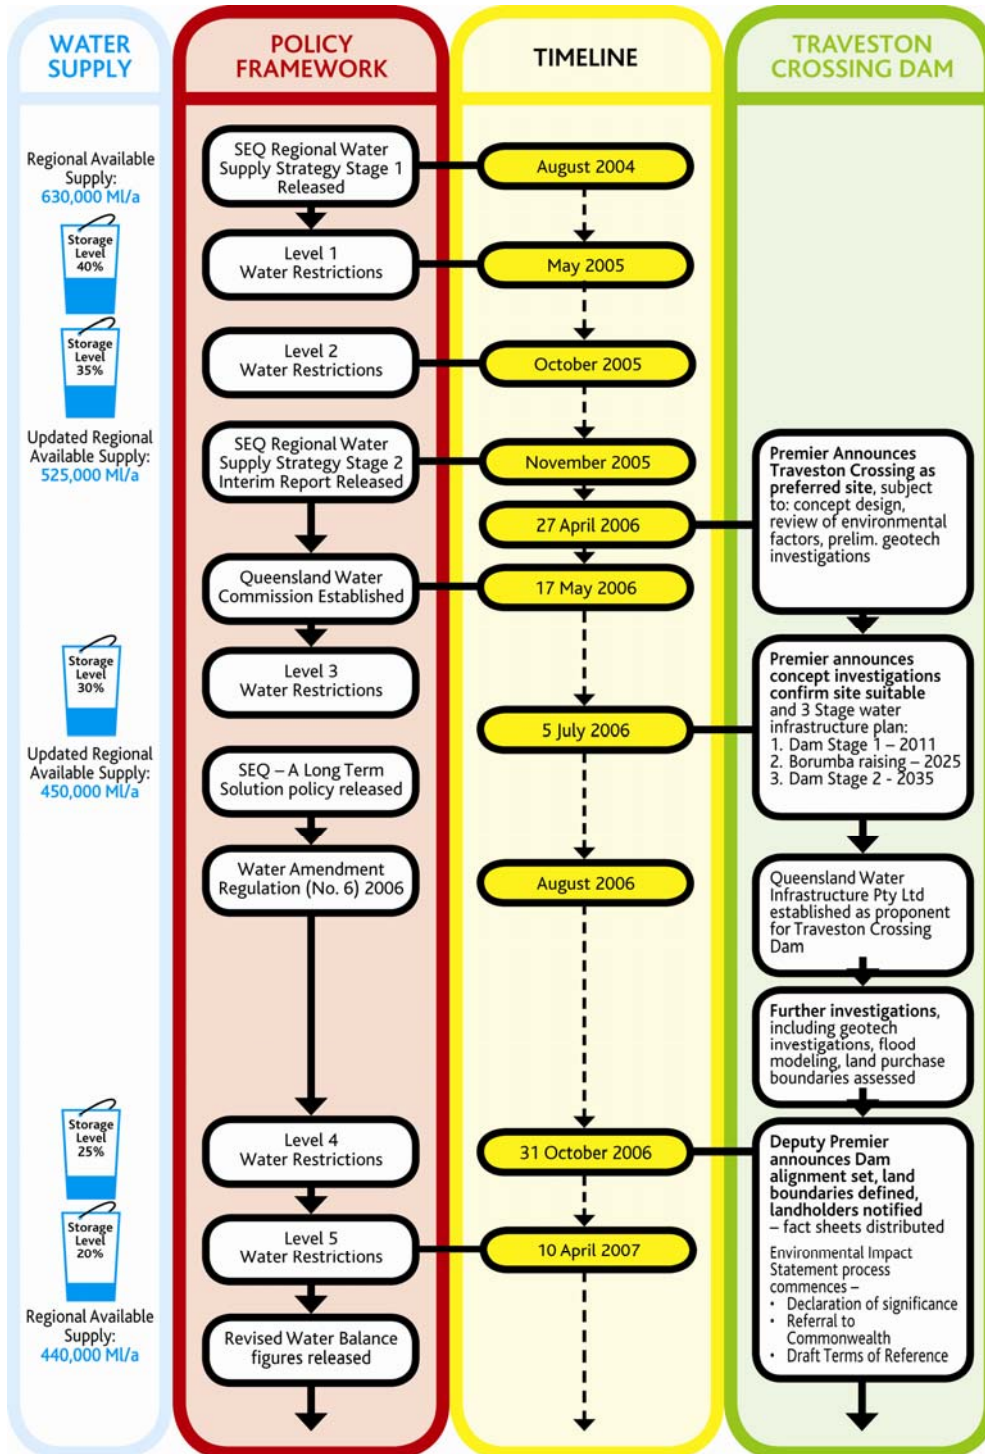 WATER
SUPPLY
Regional Available
Supply:
630,000 Ml/a
Storage
Level
40%
Storage
Level
35%
Updated Regional
Available Supply:
525,000 Ml/a
Storage
Level
30%
Updated Regional
Available Supply:
450,000 Ml/a
Storage
Level
25%
Storage
Level
20%
Regional Available
Supply:
440,000 Ml/a
POLICY
FRAMEWORK
SEQ Regional Water
Supply Strategy Stage 1
Released
Level 1
Water Restrictions
Level 2
Water Restrictions
SEQ Regional Water
Supply Strategy Stage 2
Interim Report Released
Queensland Water
Commission Established
Level 3
Water Restrictions
SEQ – A Long Term
Solution policy released
Water Amendment
Regulation (No. 6) 2006
Level 4
Water Restrictions
Level 5
Water Restrictions
Revised Water Balance
figures released
TIMELINE
August 2004
May 2005
October 2005
November 2005
27 April 2006
17 May 2006
5 July 2006
August 2006
31 October 2006
10 April 2007
TRAVESTON
CROSSING DAM
Premier Announces
Traveston Crossing as
preferred site, subject
to: concept design,
review of environmental
factors, prelim. geotech
investigations
Premier announces
concept investigations
confirm site suitable
and 3 Stage water
infrastructure plan:
1. Dam Stage 1 – 2011
2. Borumba raising – 2025
3. Dam Stage 2 - 2035
Queensland Water
Infrastructure Pty Ltd
established as proponent
for Traveston Crossing
Dam
Further investigations,
including geotech
investigations, flood
modeling, land purchase
boundaries assessed
Deputy Premier
announces Dam
alignment set, land
boundaries defined,
landholders notified
– fact sheets distributed
Environmental Impact
Statement process
commences –
• Declaration of significance
• Referral to
Commonwealth
• Draft Terms of Reference